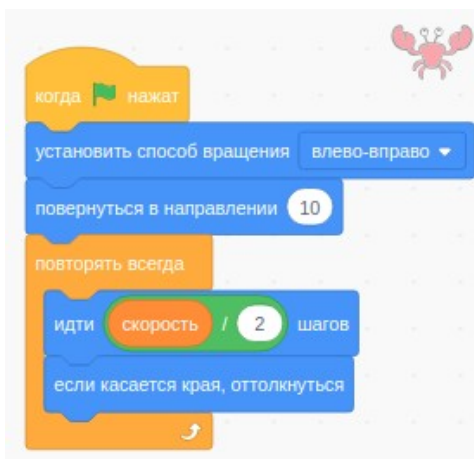 когда нажат
установить способ вращения влево-вправо
повернуться в направлении 10
повторять всегда
идти скорость / 2 шагов
если касается края, оттолкнуться